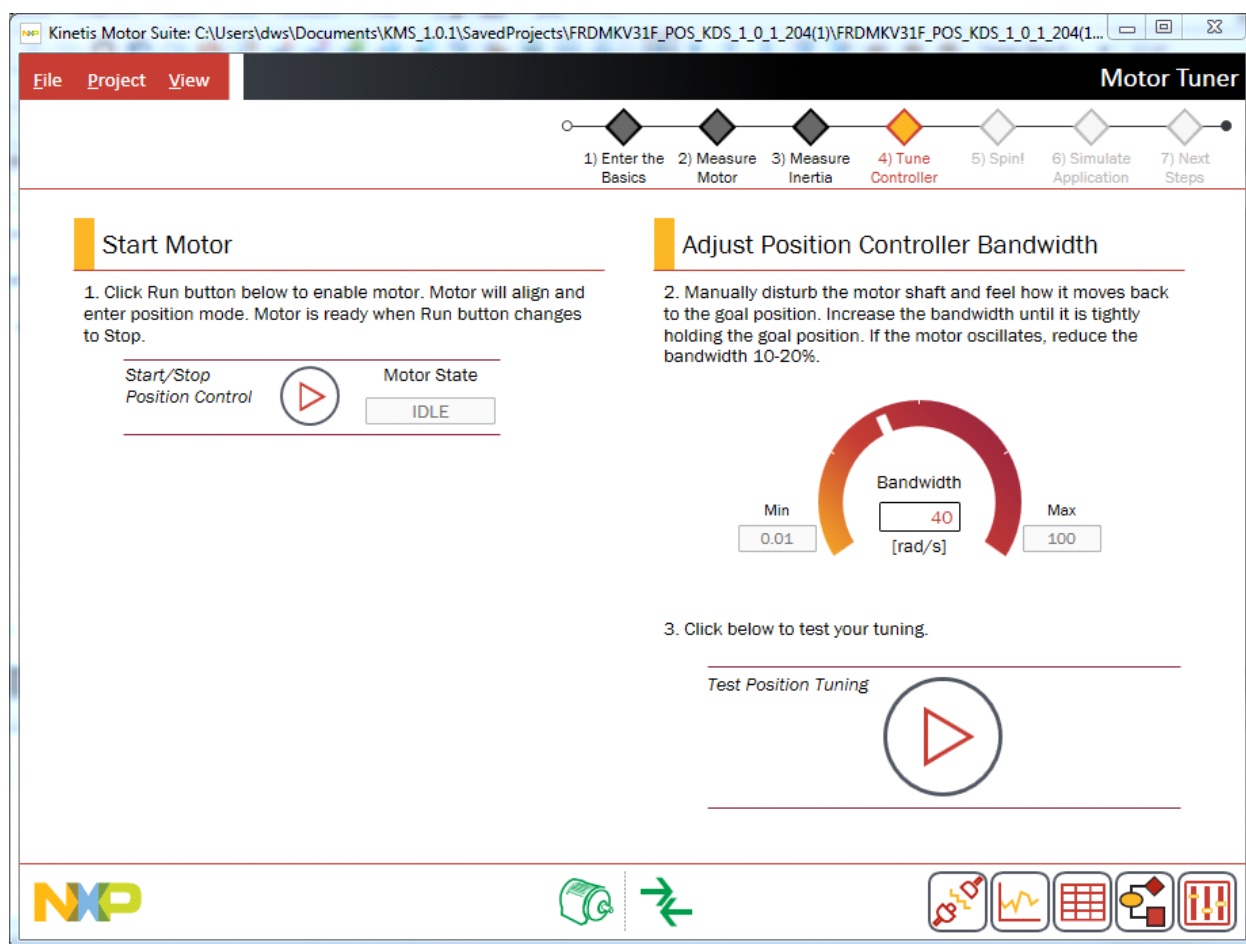 Kinetis Motor Suite: C:\Users\dws\Documents\KMS_1.0.1\SavedProjects\FRDMKV31F_POS_KDS_1_0_1_204(1)\FRDMKV31F_POS_KDS_1_0_1_204(1...
File Project View
Motor Tuner
1) Enter the Basics
2) Measure Motor
3) Measure Inertia
4) Tune Controller
5) Spin!
6) Simulate Application
7) Next Steps
Start Motor
1. Click Run button below to enable motor. Motor will align and
enter position mode. Motor is ready when Run button changes
to Stop.
Start/Stop
Position Control
Motor State
IDLE
Adjust Position Controller Bandwidth
2. Manually disturb the motor shaft and feel how it moves back
to the goal position. Increase the bandwidth until it is tightly
holding the goal position. If the motor oscillates, reduce the
bandwidth 10-20%.
Bandwidth
40
[rad/s]
Min
0.01
Max
100
3. Click below to test your tuning.
Test Position Tuning
NXP